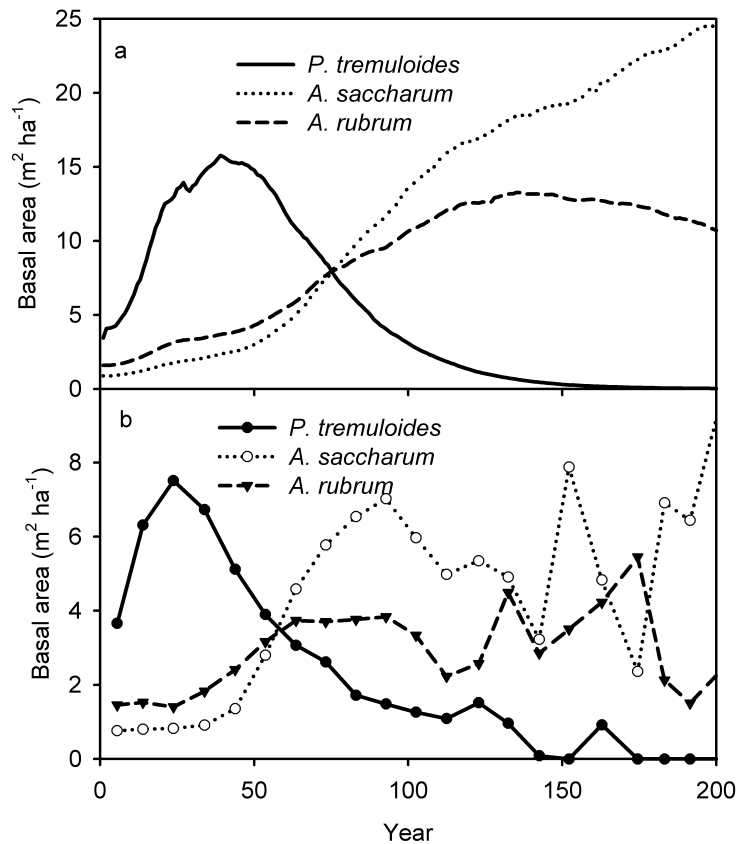 25
a
P. tremuloides
A. saccharum
A. rubrum
20
15
10
5
0
Basal area (m² ha⁻¹)
b
P. tremuloides
A. saccharum
A. rubrum
8
6
4
2
0
Basal area (m² ha⁻¹)
0 50 100 150 200
Year